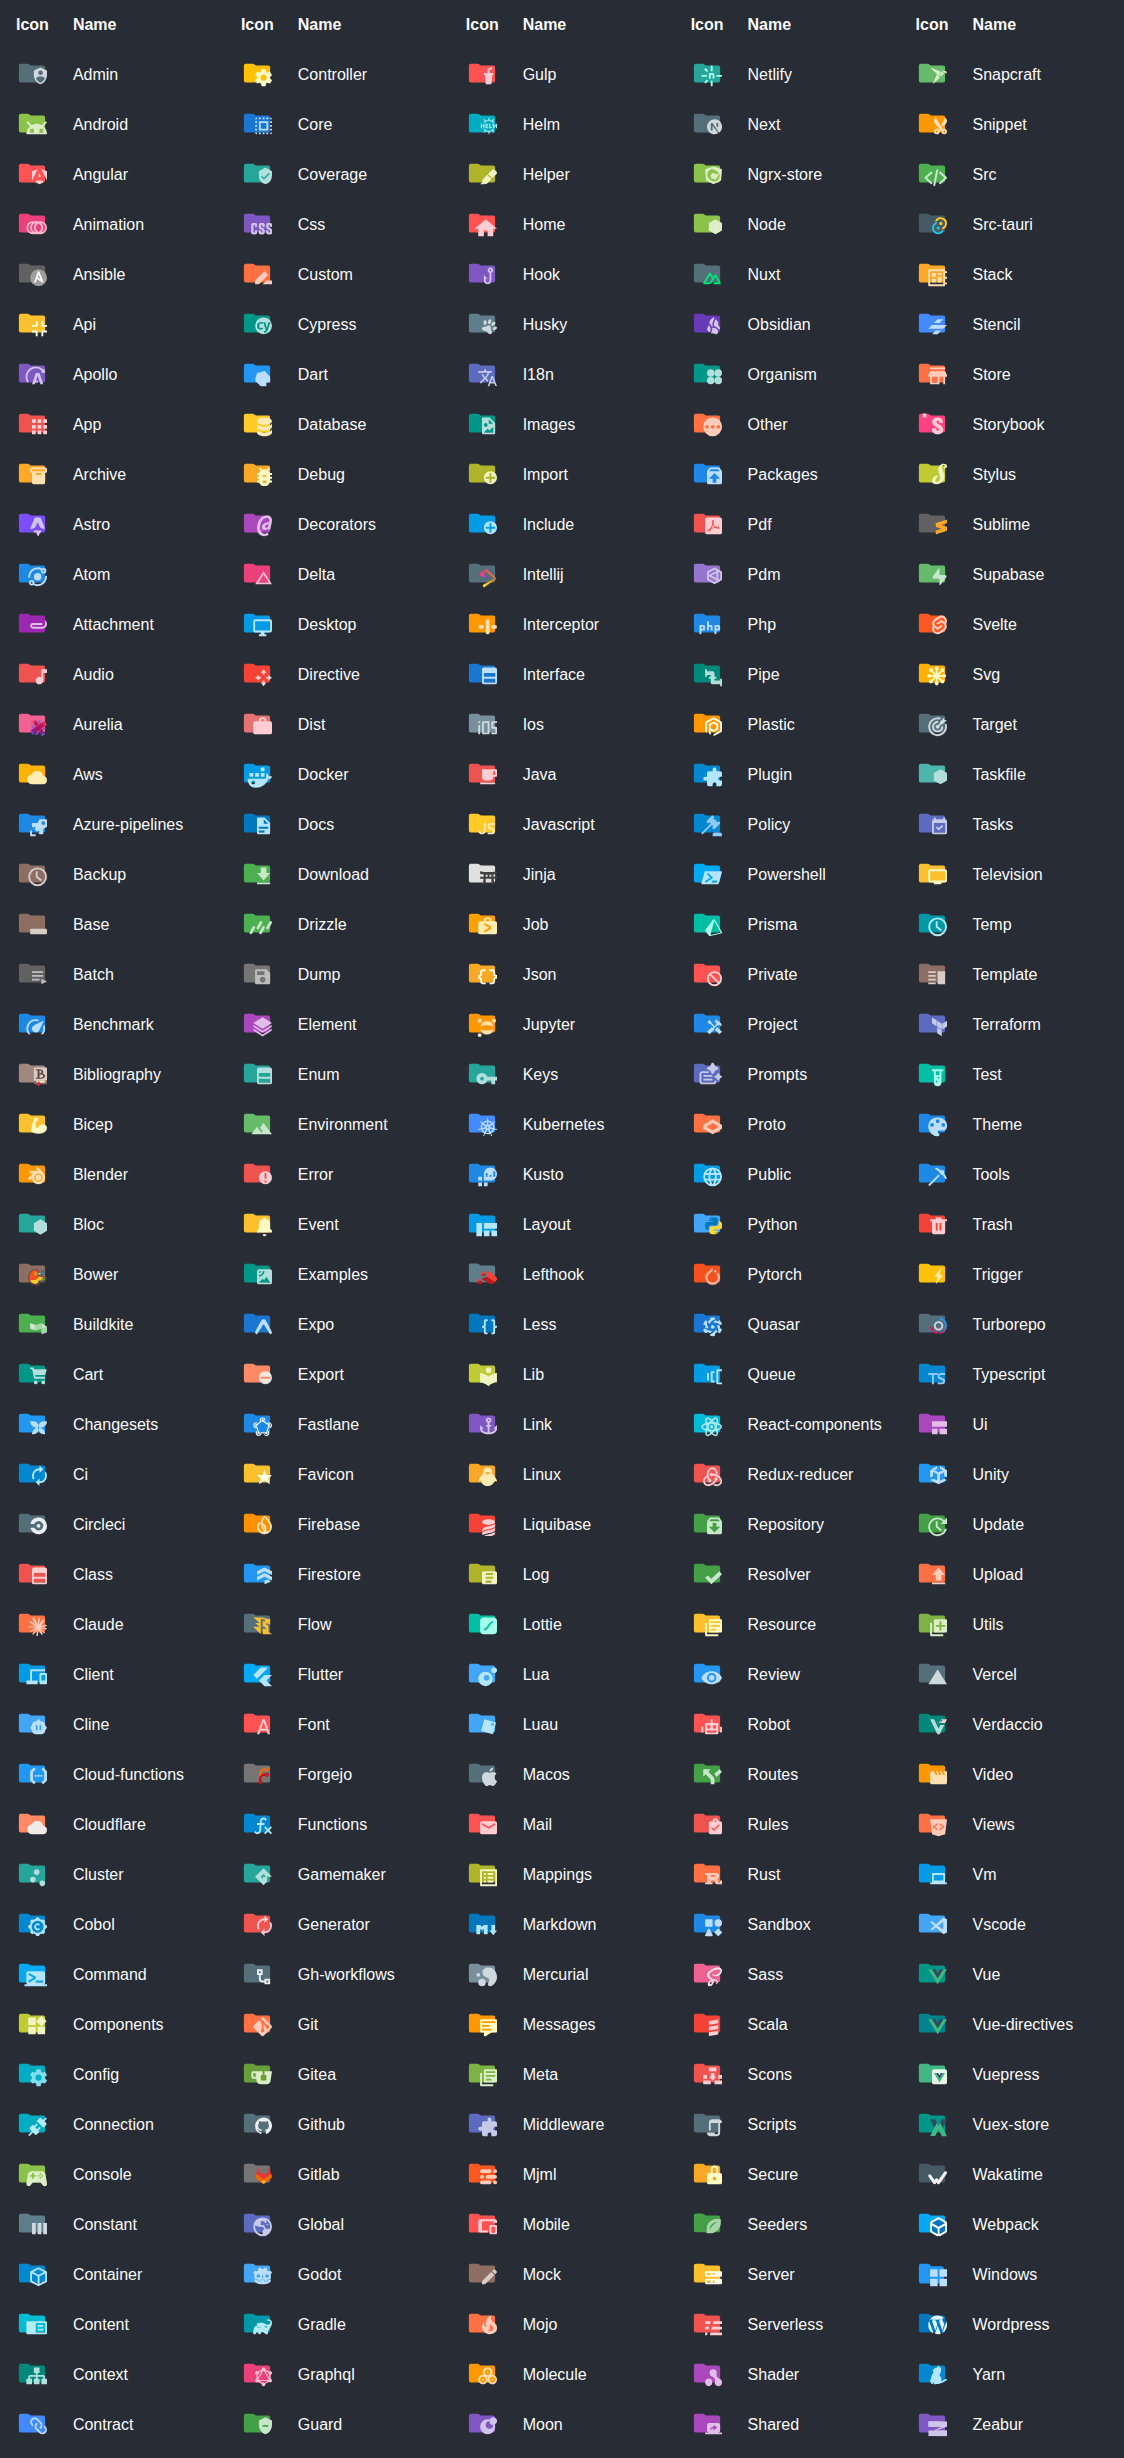 Icon Name Icon Name Icon Name Icon Name Icon Name
Admin Controller Gulp Netlify Snapcraft
Android Core Helm Next Snippet
Angular Coverage Helper Ngrx-store Src
Animation Css Home Node Src-tauri
Ansible Custom Hook Nuxt Stack
Api Cypress Husky Obsidian Stencil
Apollo Dart I18n Organism Store
App Database Images Other Storybook
Archive Debug Import Packages Stylus
Astro Decorators Include Pdf Sublime
Atom Delta Intellij Pdm Supabase
Attachment Desktop Interceptor Php Svelte
Audio Directive Interface Pipe Svg
Aurelia Dist Ios Plastic Target
Aws Docker Java Plugin Taskfile
Azure-pipelines Docs Javascript Policy Tasks
Backup Download Jinja Powershell Television
Base Drizzle Job Prisma Temp
Batch Dump Json Private Template
Benchmark Element Jupyter Project Terraform
Bibliography Enum Keys Prompts Test
Bicep Environment Kubernetes Proto Theme
Blender Error Kusto Public Tools
Bloc Event Layout Python Trash
Bower Examples Lefthook Pytorch Trigger
Buildkite Expo Less Quasar Turborepo
Cart Export Lib Queue Typescript
Changesets Fastlane Link React-components Ui
Ci Favicon Linux Redux-reducer Unity
Circleci Firebase Liquibase Repository Update
Class Firestore Log Resolver Upload
Claude Flow Lottie Resource Utils
Client Flutter Lua Review Vercel
Cline Font Luau Robot Verdaccio
Cloud-functions Forgejo Macos Routes Video
Cloudflare Functions Mail Rules Views
Cluster Gamemaker Mappings Rust Vm
Cobol Generator Markdown Sandbox Vscode
Command Gh-workflows Mercurial Sass Vue
Components Git Messages Scala Vue-directives
Config Gitea Meta Scons Vuepress
Connection Github Middleware Scripts Vuex-store
Console Gitlab Mjml Secure Wakatime
Constant Global Mobile Seeders Webpack
Container Godot Mock Server Windows
Content Gradle Mojo Serverless Wordpress
Context Graphql Molecule Shader Yarn
Contract Guard Moon Shared Zeabur